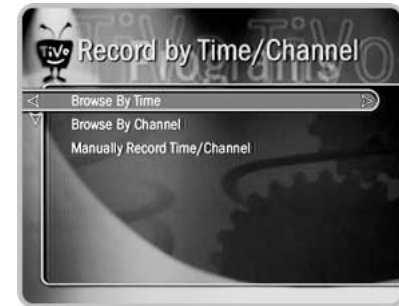 TiVo
Record by Time/Channel
Browse By Time
Browse By Channel
Manually Record Time/Channel